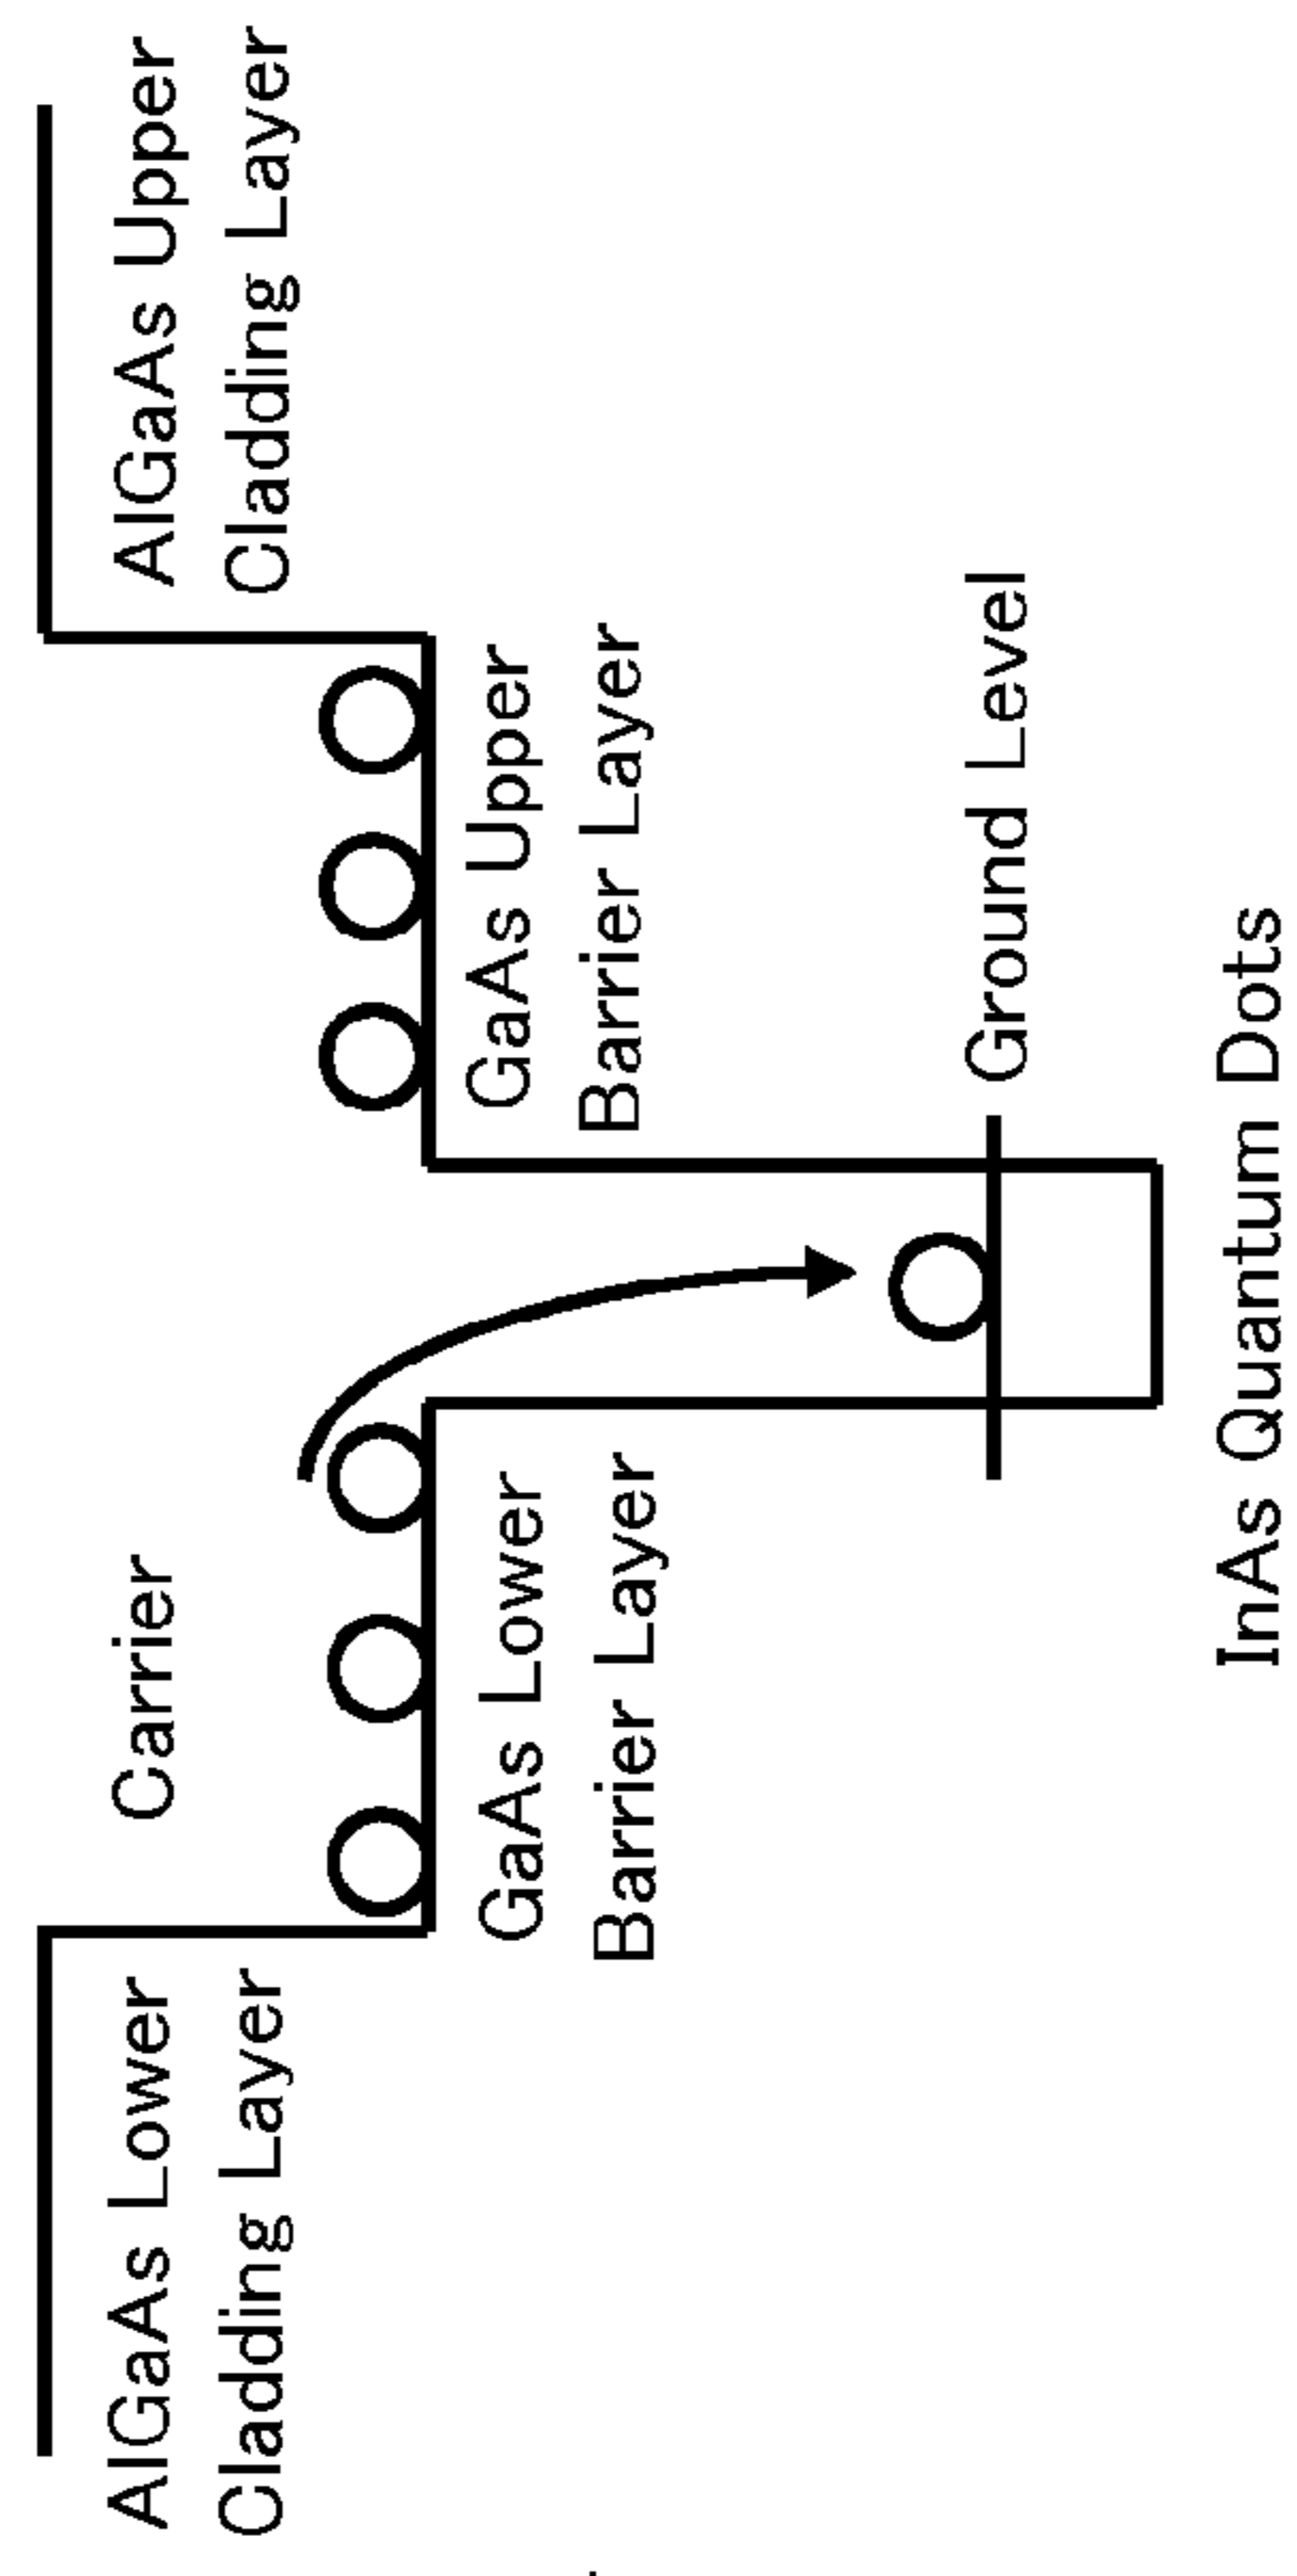 AlGaAs Lower
Cladding Layer
Carrier
GaAs Lower
Barrier Layer
AlGaAs Upper
Cladding Layer
GaAs Upper
Barrier Layer
Ground Level
InAs Quantum Dots